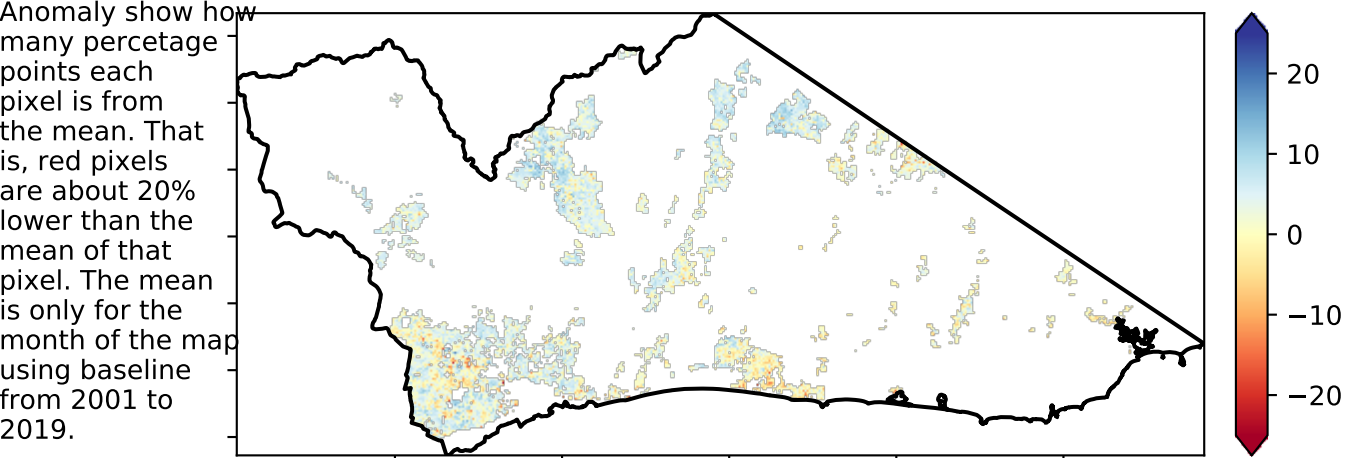 Anomaly show how
many percetage
points each
pixel is from
the mean. That
is, red pixels
are about 20%
lower than the
mean of that
pixel. The mean
is only for the
month of the map
using baseline
from 2001 to
2019.
20
10
0
−10
−20